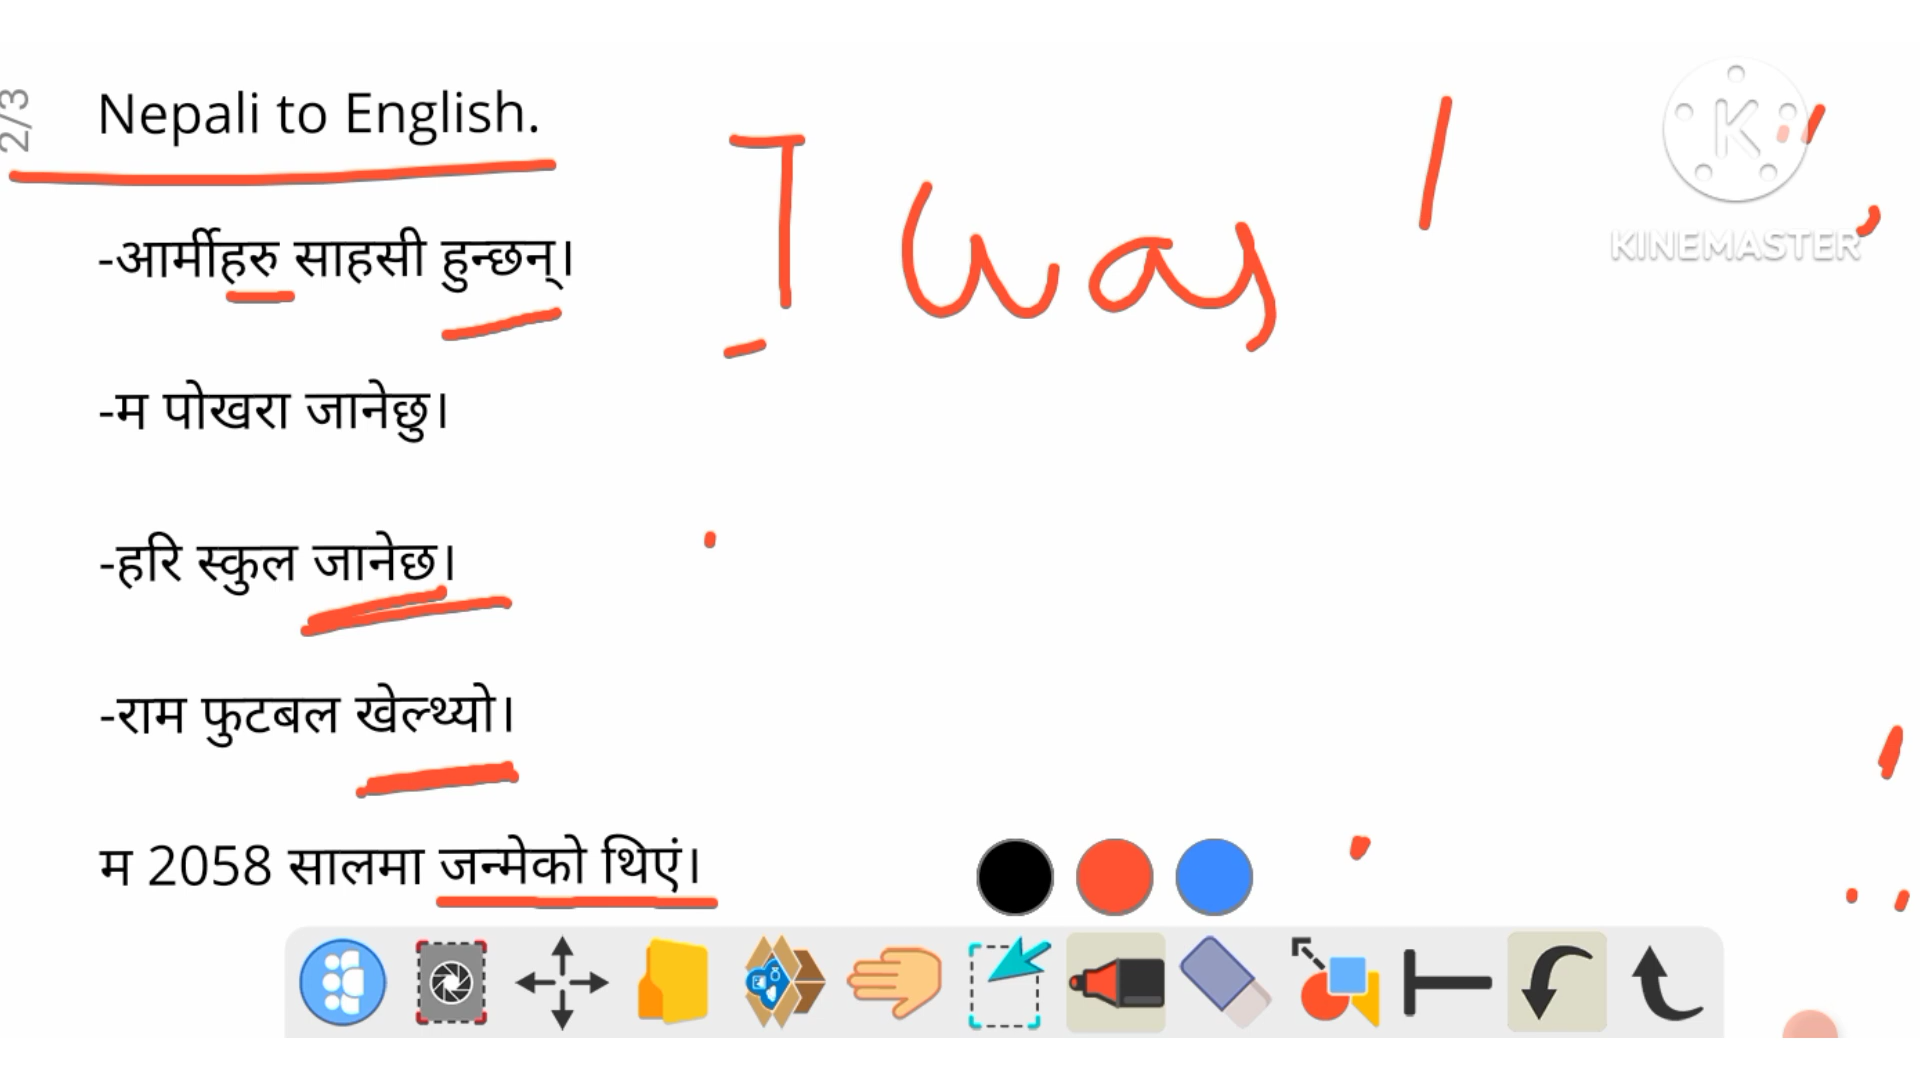 2/3
Nepali to English.
-आर्मीहरु साहसी हुन्छन्।
-म पोखरा जानेछु।
-हरि स्कुल जानेछ।
-राम फुटबल खेल्थ्यो।
म 2058 सालमा जन्मेको थिएं।
I was
K
KINEMASTER